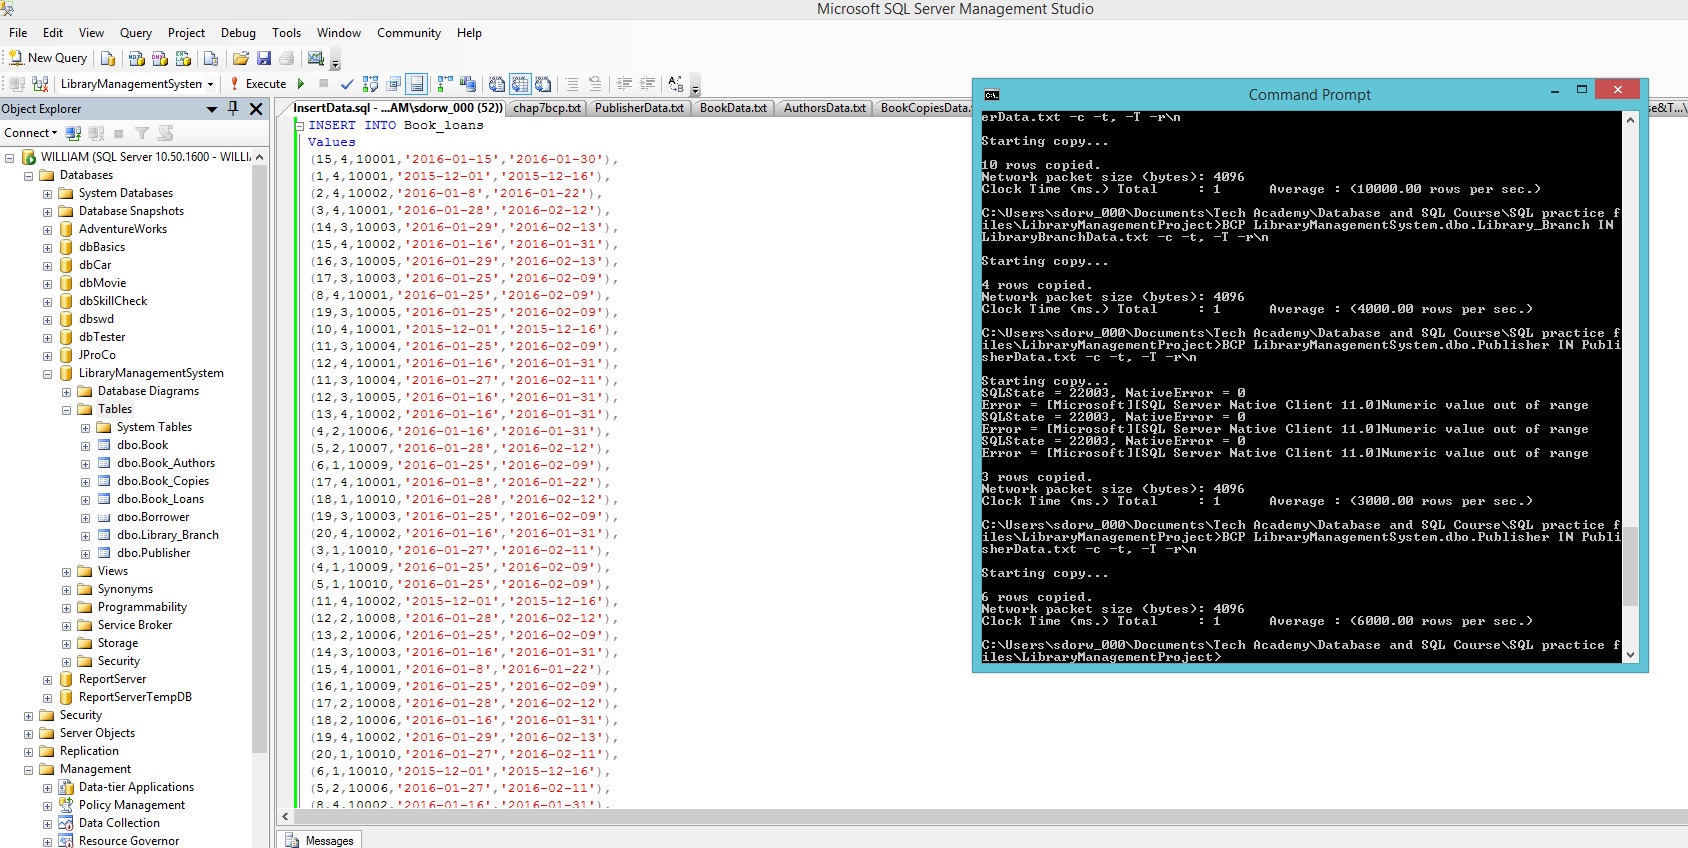 Microsoft SQL Server Management Studio
File Edit View Query Project Debug Tools Window Community Help
New Query
LibraryManagementSystem Execute
Object Explorer
Connect
WILLIAM (SQL Server 10.50.1600 - WILLI
Databases
System Databases
Database Snapshots
AdventureWorks
dbBasics
dbCar
dbMovie
dbSkillCheck
dbswd
dbTester
JProCo
LibraryManagementSystem
Database Diagrams
Tables
System Tables
dbo.Book
dbo.Book_Authors
dbo.Book_Copies
dbo.Book_Loans
dbo.Borrower
dbo.Library_Branch
dbo.Publisher
Views
Synonyms
Programmability
Service Broker
Storage
Security
ReportServer
ReportServerTempDB
Security
Server Objects
Replication
Management
Data-tier Applications
Policy Management
Data Collection
Resource Governor
InsertData.sql - ...AM\sdorw_000 (52)) chap7bcp.txt PublisherData.txt BookData.txt AuthorsData.txt BookCopiesData. se&T...\
INSERT INTO Book_loans
Values
(15,4,10001,'2016-01-15','2016-01-30'),
(1,4,10001,'2015-12-01','2015-12-16'),
(2,4,10002,'2016-01-8','2016-01-22'),
(3,4,10001,'2016-01-28','2016-02-12'),
(14,3,10003,'2016-01-29','2016-02-13'),
(15,4,10002,'2016-01-16','2016-01-31'),
(16,3,10005,'2016-01-29','2016-02-13'),
(17,3,10003,'2016-01-25','2016-02-09'),
(8,4,10001,'2016-01-25','2016-02-09'),
(19,3,10005,'2016-01-25','2016-02-09'),
(10,4,10001,'2015-12-01','2015-12-16'),
(11,3,10004,'2016-01-25','2016-02-09'),
(12,4,10001,'2016-01-16','2016-01-31'),
(11,3,10004,'2016-01-27','2016-02-11'),
(12,3,10005,'2016-01-16','2016-01-31'),
(13,4,10002,'2016-01-16','2016-01-31'),
(4,2,10006,'2016-01-16','2016-01-31'),
(5,2,10007,'2016-01-28','2016-02-12'),
(6,1,10009,'2016-01-25','2016-02-09'),
(17,4,10001,'2016-01-8','2016-01-22'),
(18,1,10010,'2016-01-28','2016-02-12'),
(19,3,10003,'2016-01-25','2016-02-09'),
(20,4,10002,'2016-01-16','2016-01-31'),
(3,1,10010,'2016-01-27','2016-02-11'),
(4,1,10009,'2016-01-25','2016-02-09'),
(5,1,10010,'2016-01-25','2016-02-09'),
(11,4,10002,'2015-12-01','2015-12-16'),
(12,2,10008,'2016-01-28','2016-02-12'),
(13,2,10006,'2016-01-25','2016-02-09'),
(14,3,10003,'2016-01-16','2016-01-31'),
(15,4,10001,'2016-01-8','2016-01-22'),
(16,1,10009,'2016-01-25','2016-02-09'),
(17,2,10008,'2016-01-28','2016-02-12'),
(18,2,10006,'2016-01-16','2016-01-31'),
(19,4,10002,'2016-01-29','2016-02-13'),
(20,1,10009,'2016-01-27','2016-02-11'),
(6,1,10010,'2015-12-01','2015-12-16'),
(5,2,10006,'2016-01-27','2016-02-11'),
(8,4,10002,'2016-01-16','2016-01-31'),
Messages
Command Prompt
erData.txt -c -t, -T -r\n
Starting copy...
10 rows copied.
Network packet size (bytes): 4096
Clock Time (ms.) Total : 1 Average : (10000.00 rows per sec.)
C:\Users\sdorw_000\Documents\Tech Academy\Database and SQL Course\SQL practice f
iles\LibraryManagementProject>BCP LibraryManagementSystem.dbo.Library_Branch IN
LibraryBranchData.txt -c -t, -T -r\n
Starting copy...
4 rows copied.
Network packet size (bytes): 4096
Clock Time (ms.) Total : 1 Average : (4000.00 rows per sec.)
C:\Users\sdorw_000\Documents\Tech Academy\Database and SQL Course\SQL practice f
iles\LibraryManagementProject>BCP LibraryManagementSystem.dbo.Publisher IN Publi
sherData.txt -c -t, -T -r\n
Starting copy...
SQLState = 22003, NativeError = 0
Error = [Microsoft][SQL Server Native Client 11.0]Numeric value out of range
SQLState = 22003, NativeError = 0
Error = [Microsoft][SQL Server Native Client 11.0]Numeric value out of range
SQLState = 22003, NativeError = 0
Error = [Microsoft][SQL Server Native Client 11.0]Numeric value out of range
3 rows copied.
Network packet size (bytes): 4096
Clock Time (ms.) Total : 1 Average : (3000.00 rows per sec.)
C:\Users\sdorw_000\Documents\Tech Academy\Database and SQL Course\SQL practice f
iles\LibraryManagementProject>BCP LibraryManagementSystem.dbo.Publisher IN Publi
sherData.txt -c -t, -T -r\n
Starting copy...
6 rows copied.
Network packet size (bytes): 4096
Clock Time (ms.) Total : 1 Average : (6000.00 rows per sec.)
C:\Users\sdorw_000\Documents\Tech Academy\Database and SQL Course\SQL practice f
iles\LibraryManagementProject>